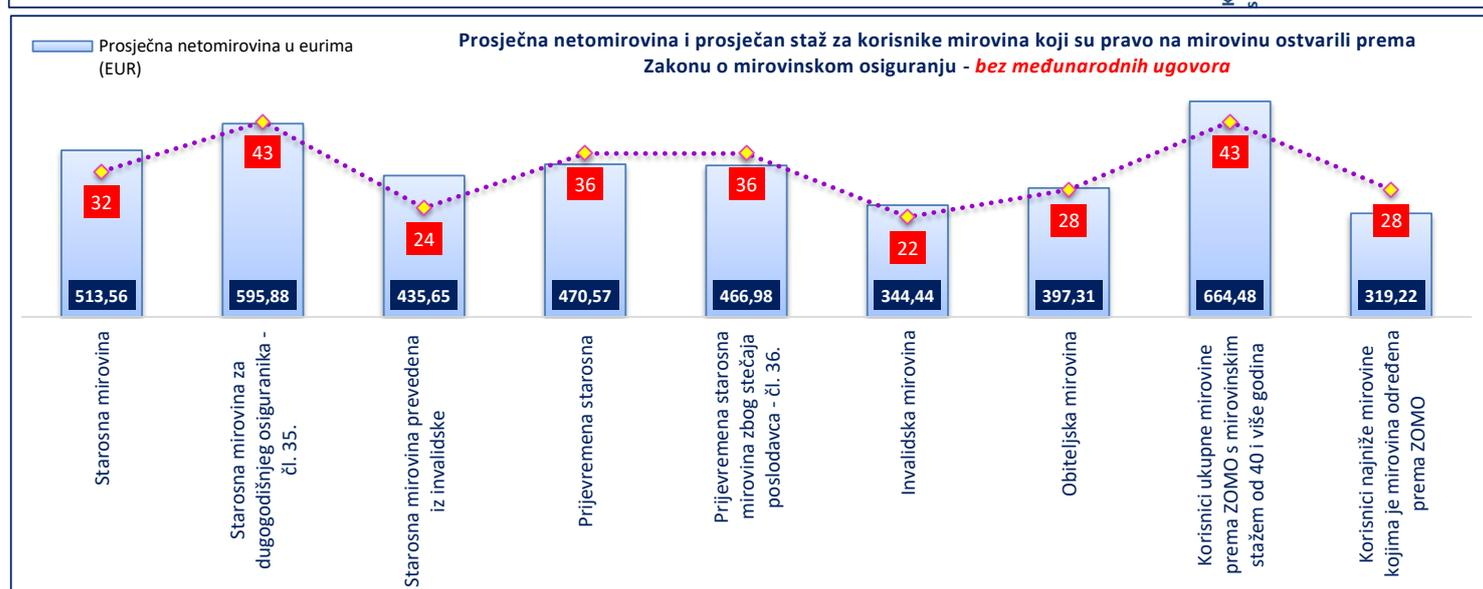 Prosječna netomirovina u eurima
(EUR)
Prosječna netomirovina i prosječan staž za korisnike mirovina koji su pravo na mirovinu ostvarili prema
Zakonu o mirovinskom osiguranju - bez međunarodnih ugovora
32
43
24
36
36
22
28
43
28
513,56
595,88
435,65
470,57
466,98
344,44
397,31
664,48
319,22
Starosna mirovina
Starosna mirovina za
dugogodišnjeg osiguranika -
čl. 35.
Starosna mirovina prevedena
iz invalidske
Prijevremena starosna
Prijevremena starosna
mirovina zbog stečaja
poslodavca - čl. 36.
Invalidska mirovina
Obiteljska mirovina
Korisnici ukupne mirovine
prema ZOMO s mirovinskim
stažem od 40 i više godina
Korisnici najniže mirovine
kojima je mirovina određena
prema ZOMO